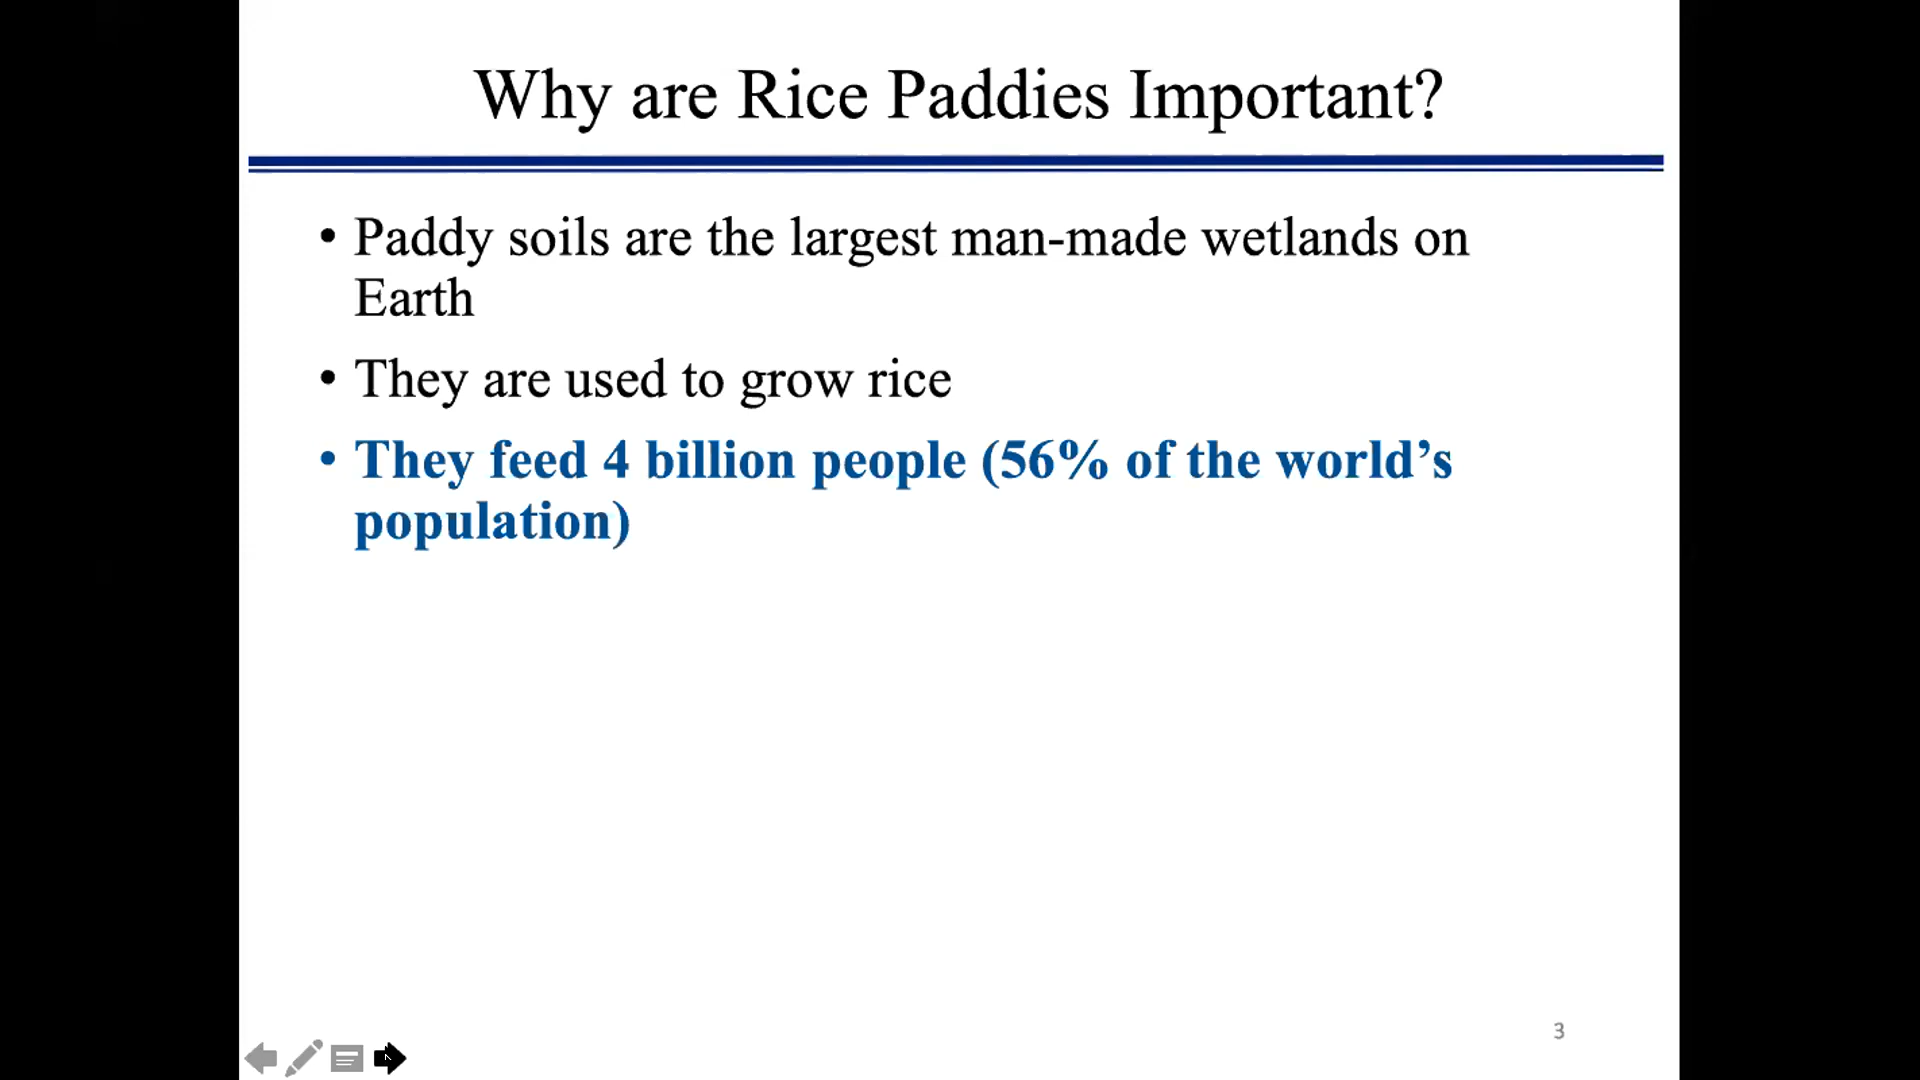 Why are Rice Paddies Important?
• Paddy soils are the largest man-made wetlands on
Earth
• They are used to grow rice
• They feed 4 billion people (56% of the world’s
population)
3